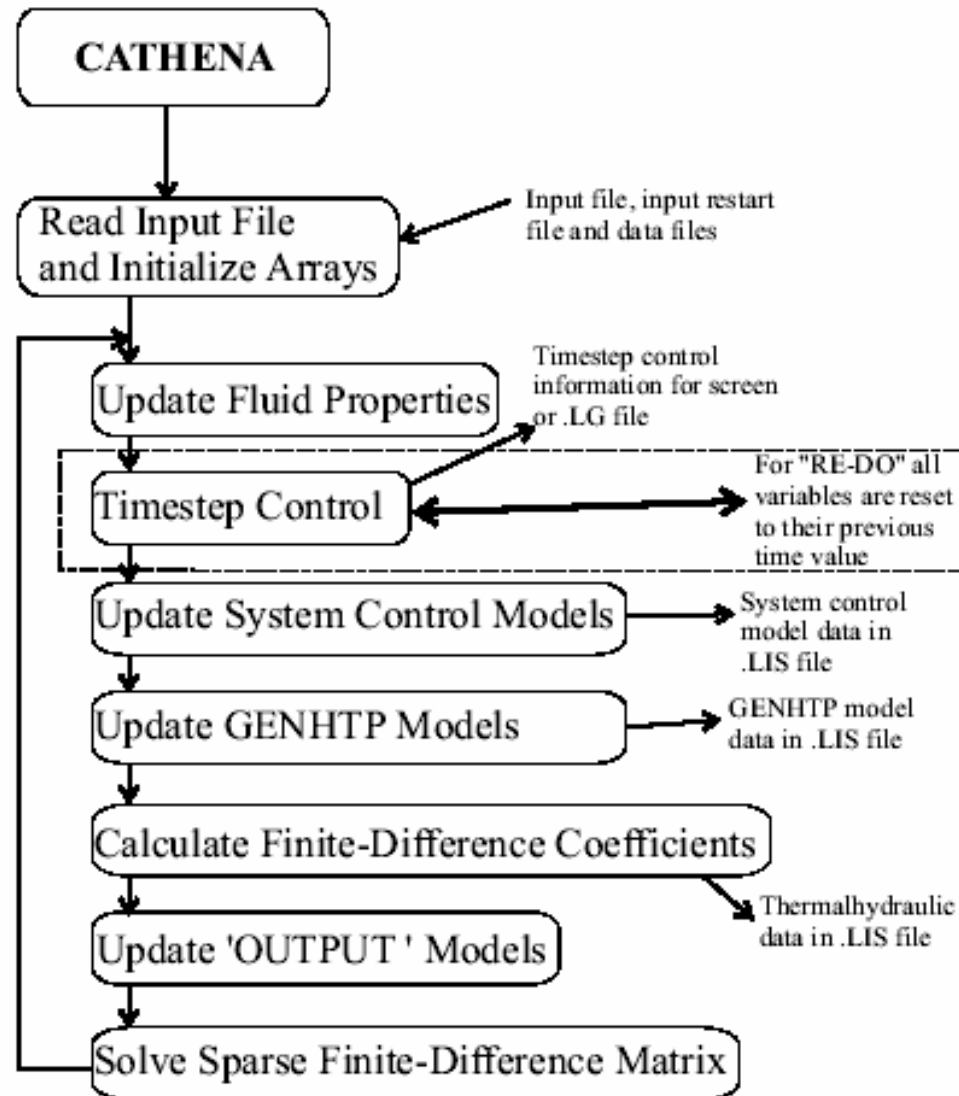 CATHENA
Read Input File
and Initialize Arrays
Input file, input restart
file and data files
Update Fluid Properties
Timestep control
information for screen
or .LG file
Timestep Control
For "RE-DO" all
variables are reset
to their previous
time value
Update System Control Models
System control
model data in
.LIS file
Update GENHTP Models
GENHTP model
data in .LIS file
Calculate Finite-Difference Coefficients
Thermalhydraulic
data in .LIS file
Update 'OUTPUT ' Models
Solve Sparse Finite-Difference Matrix